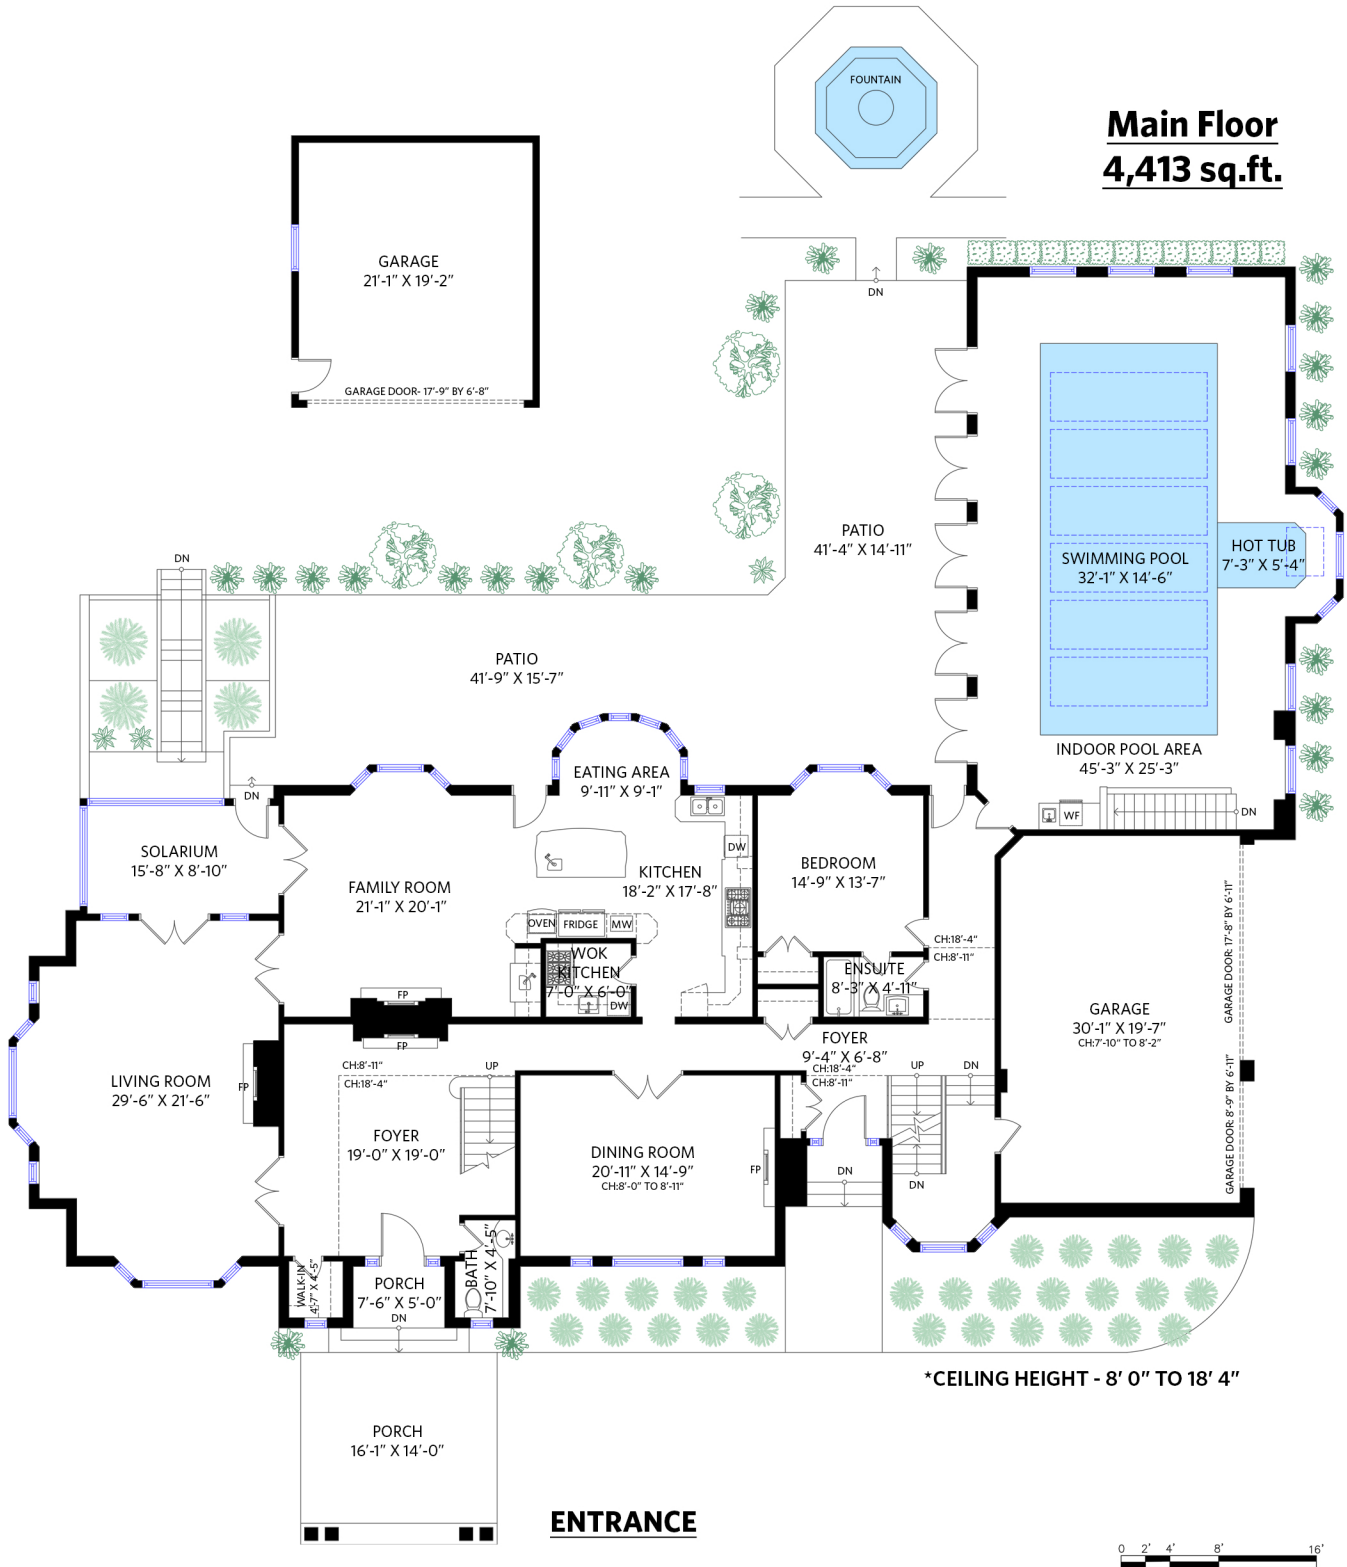 FOUNTAIN
Main Floor
4,413 sq.ft.
GARAGE
21'-1" X 19'-2"
GARAGE DOOR- 17'-9" BY 6'-8"
DN
PATIO
41'-4" X 14'-11"
SWIMMING POOL
32'-1" X 14'-6"
HOT TUB
7'-3" X 5'-4"
DN
PATIO
41'-9" X 15'-7"
INDOOR POOL AREA
45'-3" X 25'-3"
WF
DN
DN
EATING AREA
9'-11" X 9'-1"
SOLARIUM
15'-8" X 8'-10"
FAMILY ROOM
21'-1" X 20'-1"
KITCHEN
18'-2" X 17'-8"
DW
OVEN
FRIDGE
MW
BEDROOM
14'-9" X 13'-7"
CH:18'-4"
CH:8'-11"
WOK
KITCHEN
7'-0" X 6'-0"
DW
ENSUITE
8'-3" X 4'-11"
GARAGE
30'-1" X 19'-7"
CH:7'-10" TO 8'-2"
GARAGE DOOR: 17'-8" BY 6'-11"
GARAGE DOOR: 8'-9" BY 6'-11"
FP
FP
FP
LIVING ROOM
29'-6" X 21'-6"
CH:8'-11"
CH:18'-4"
UP
FOYER
9'-4" X 6'-8"
CH:18'-4"
CH:8'-11"
UP
DN
FOYER
19'-0" X 19'-0"
DINING ROOM
20'-11" X 14'-9"
CH:8'-0" TO 8'-11"
FP
DN
DN
WALK-IN
4'-7" X 4'-5"
PORCH
7'-6" X 5'-0"
DN
BATH
7'-10" X 4'-5"
*CEILING HEIGHT - 8' 0" TO 18' 4"
PORCH
16'-1" X 14'-0"
ENTRANCE
0 2' 4' 8' 16'